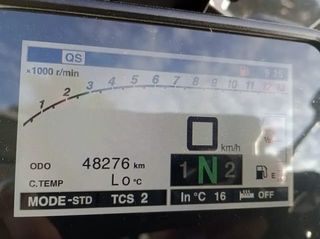 QS
×1000 r/min
1 2 3 4 5 6 7 8 9 10 11 12
0 km/h
ODO 48276 km
C.TEMP Lo °C
1 N 2
E
MODE-STD TCS 2 In °C 16 OFF